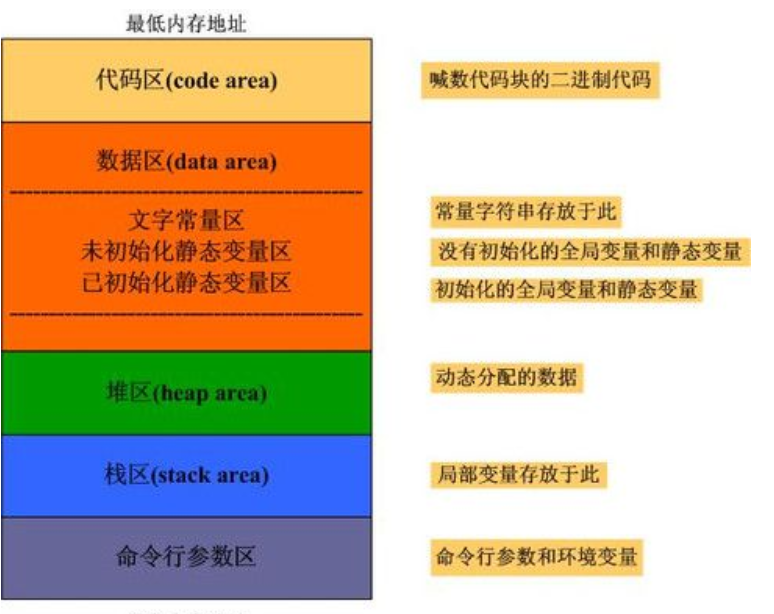 最低内存地址
代码区(code area)
喊数代码块的二进制代码
数据区(data area)
文字常量区
常量字符串存放于此
未初始化静态变量区
没有初始化的全局变量和静态变量
已初始化静态变量区
初始化的全局变量和静态变量
堆区(heap area)
动态分配的数据
栈区(stack area)
局部变量存放于此
命令行参数区
命令行参数和环境变量